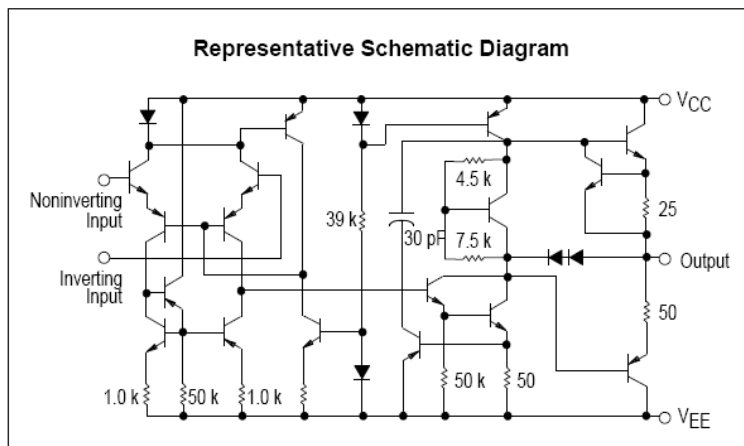 Representative Schematic Diagram
VCC
4.5 k
Noninverting
Input
39 k
25
30 pF
7.5 k
Output
Inverting
Input
50
1.0 k
50 k
1.0 k
50 k
50
VEE